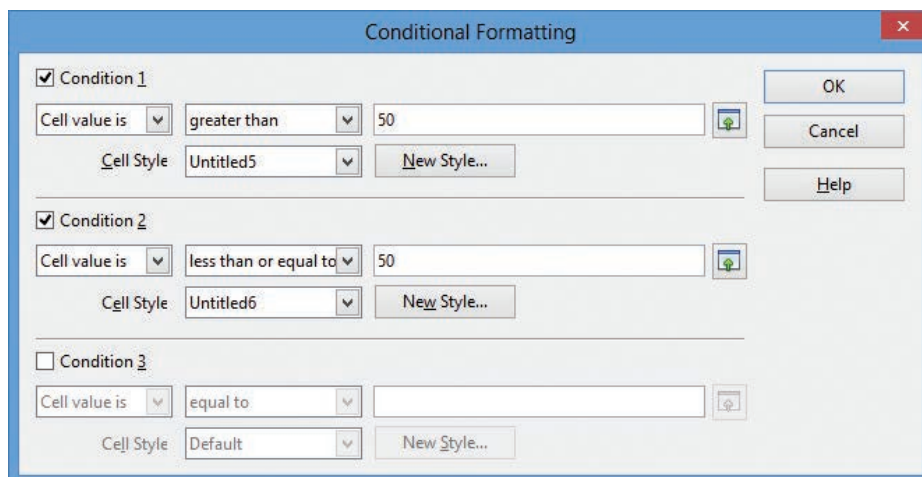 Conditional Formatting
Condition 1
OK
Cell value is greater than 50
Cancel
Cell Style Untitled5 New Style...
Help
Condition 2
Cell value is less than or equal to 50
Cell Style Untitled6 New Style...
Condition 3
Cell value is equal to
Cell Style Default New Style...